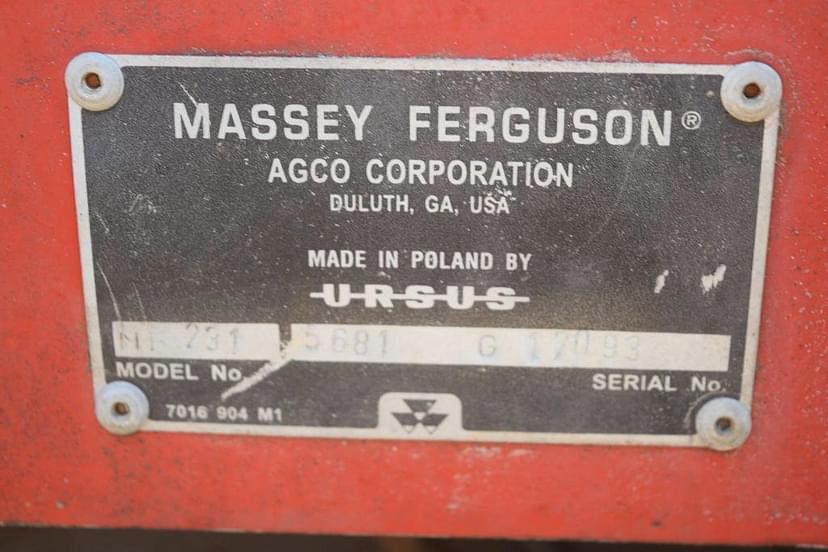 MASSEY FERGUSON®
AGCO CORPORATION
DULUTH, GA, USA
MADE IN POLAND BY
URSUS
231 5681 G 17093
MODEL No. SERIAL No.
7016 904 M1